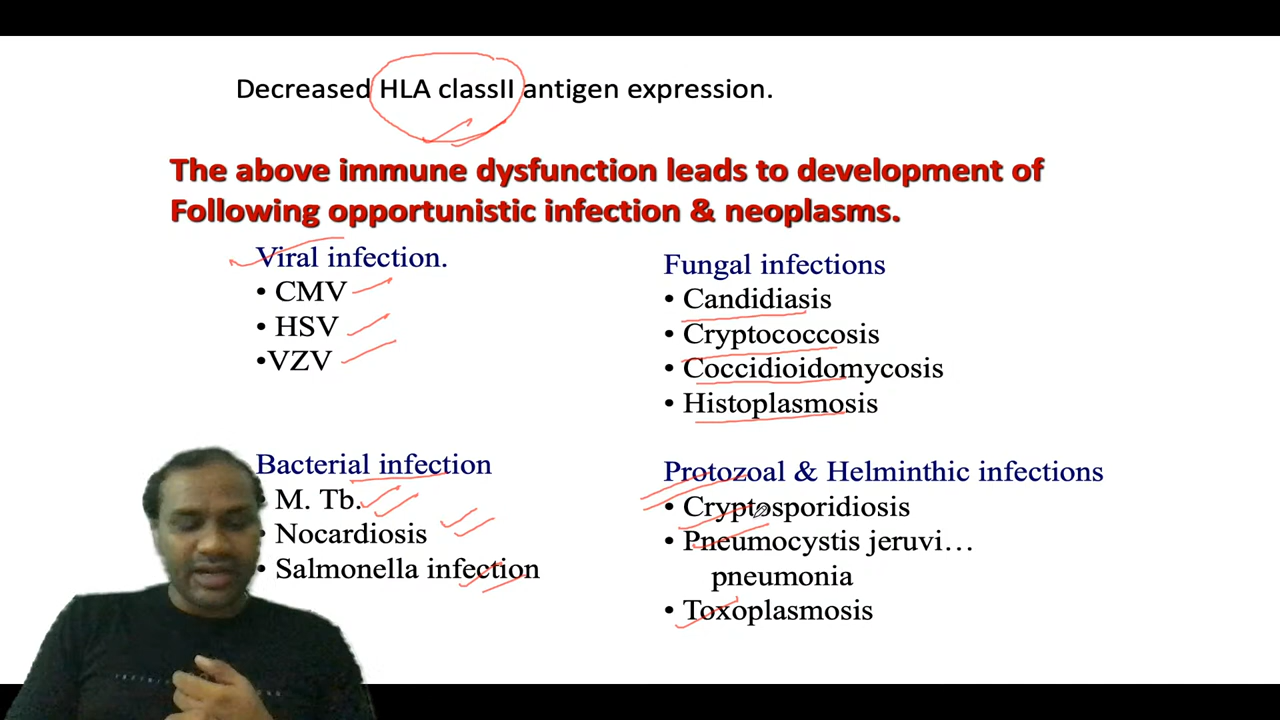 Decreased HLA classII antigen expression.
The above immune dysfunction leads to development of
Following opportunistic infection & neoplasms.
Viral infection.
• CMV
• HSV
•VZV
Fungal infections
• Candidiasis
• Cryptococcosis
• Coccidioidomycosis
• Histoplasmosis
Bacterial infection
• M. Tb.
• Nocardiosis
• Salmonella infection
Protozoal & Helminthic infections
• Cryptosporidiosis
• Pneumocystis jeruvi...
pneumonia
• Toxoplasmosis